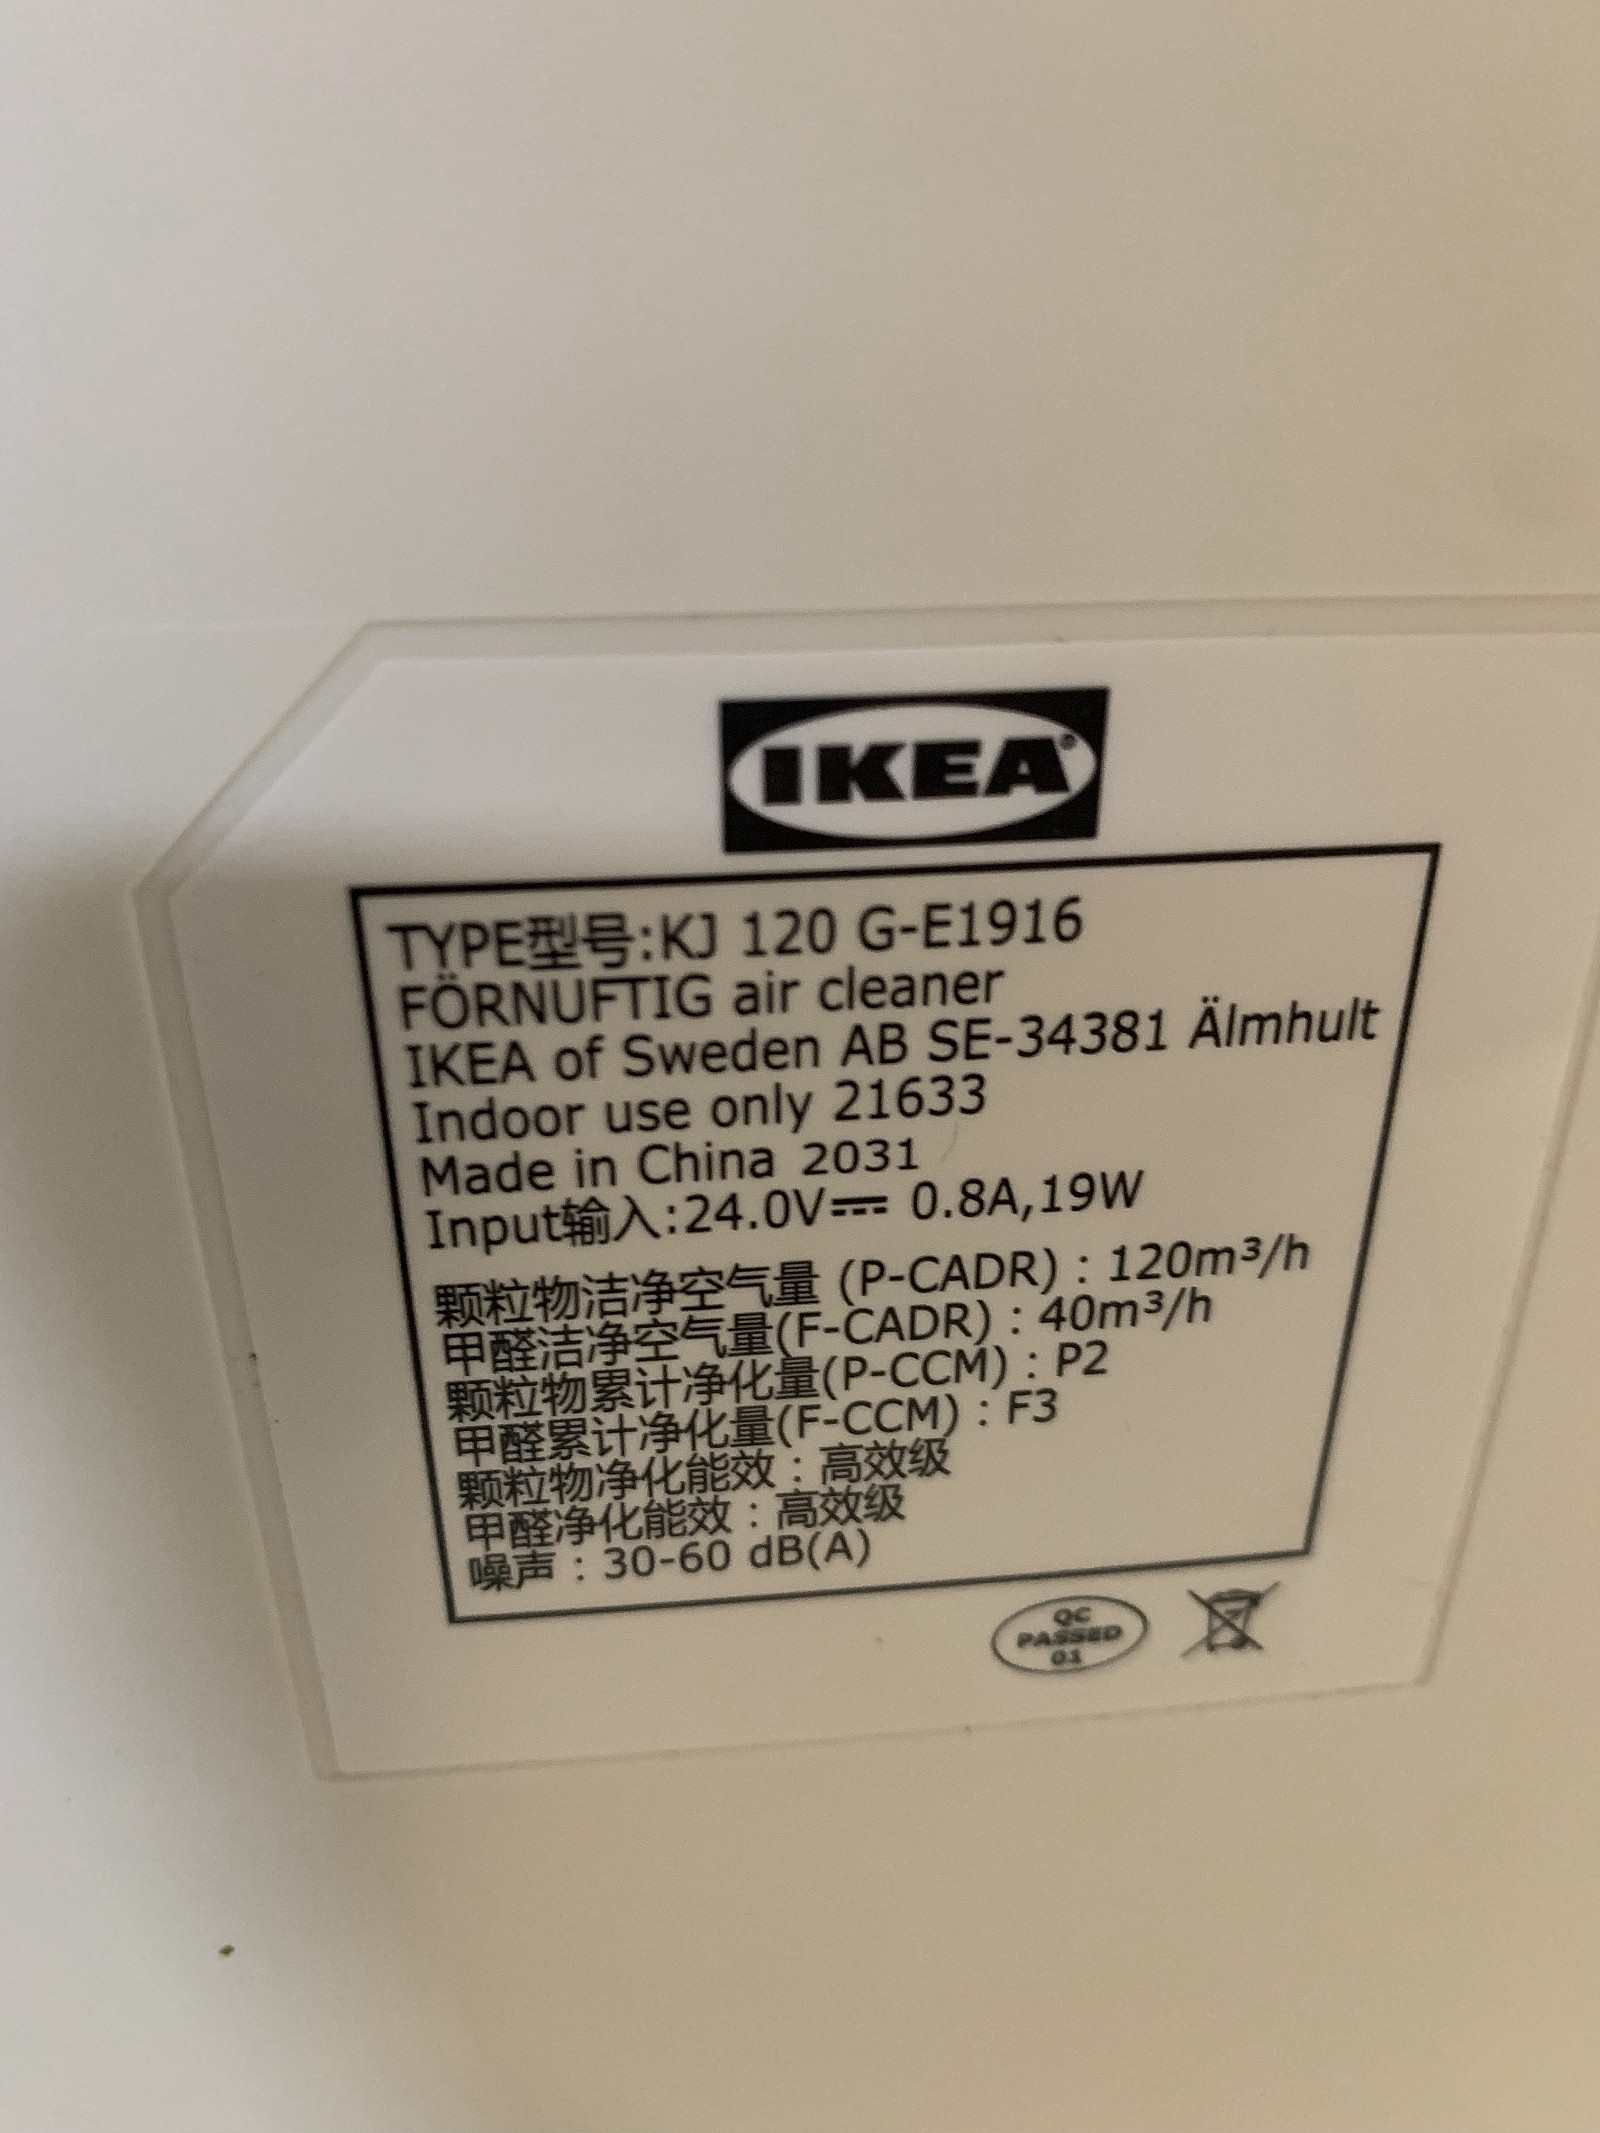 IKEA®
TYPE型号:KJ 120 G-E1916
FÖRNUFTIG air cleaner
IKEA of Sweden AB SE-34381 Älmhult
Indoor use only 21633
Made in China 2031
Input输入:24.0V⎓ 0.8A,19W
颗粒物洁净空气量 (P-CADR)：120m³/h
甲醛洁净空气量(F-CADR)：40m³/h
颗粒物累计净化量(P-CCM)：P2
甲醛累计净化量(F-CCM)：F3
颗粒物净化能效：高效级
甲醛净化能效：高效级
噪声：30-60 dB(A)
QC
PASSED
01